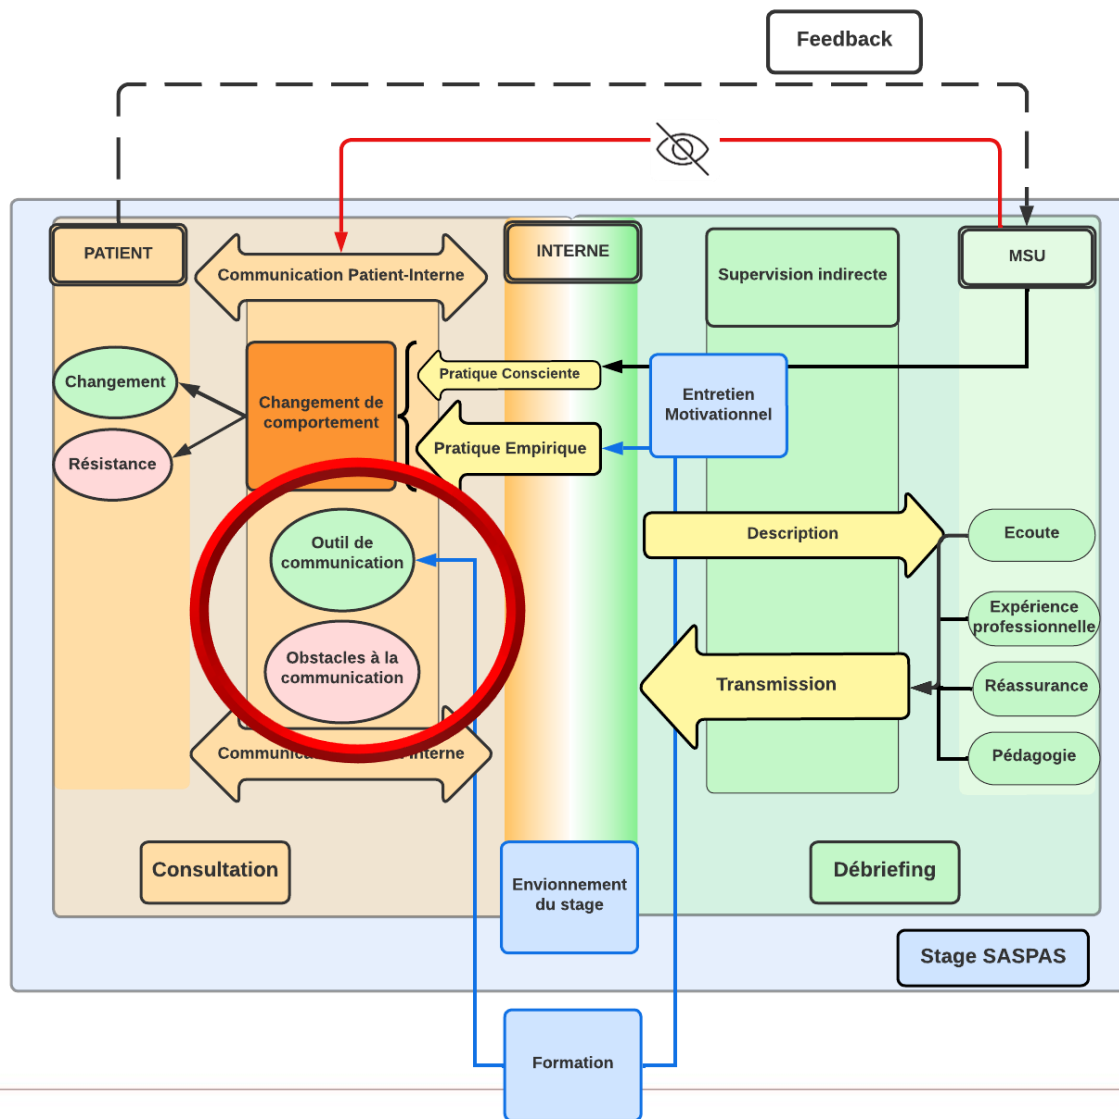 Feedback
PATIENT
Communication Patient-Interne
INTERNE
Supervision indirecte
MSU
Changement
Résistance
Changement de
comportement
Pratique Consciente
Pratique Empirique
Entretien
Motivationnel
Outil de
communication
Obstacles à la
communication
Description
Transmission
Ecoute
Expérience
professionnelle
Réassurance
Pédagogie
Communic nterne
Consultation
Envionnement
du stage
Débriefing
Stage SASPAS
Formation